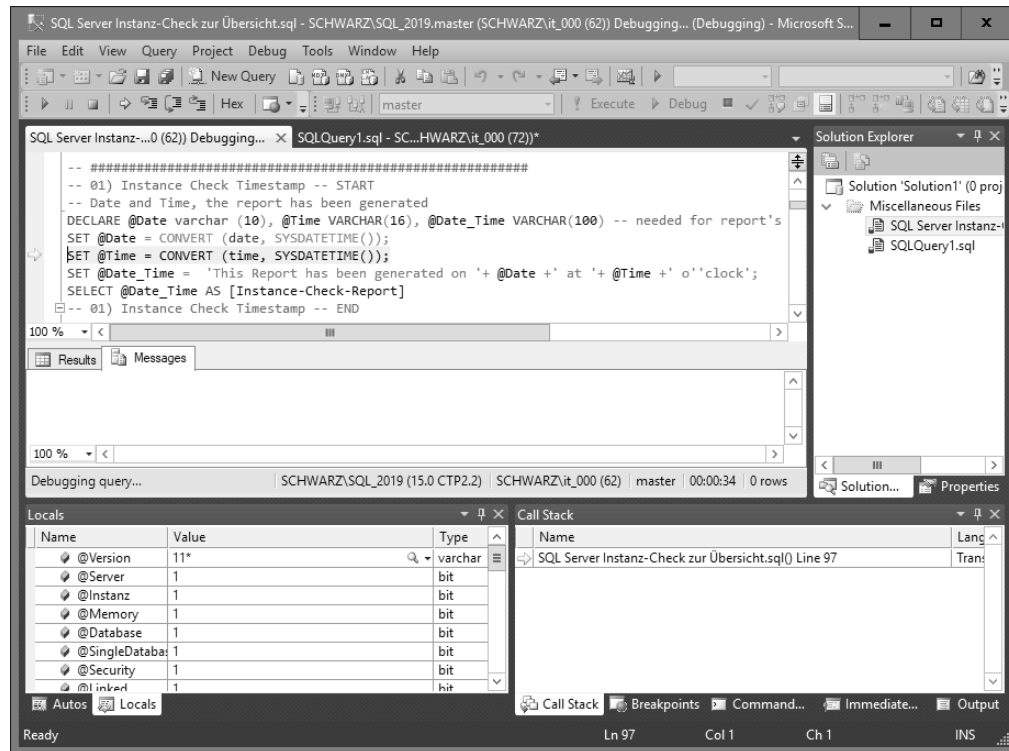 SQL Server Instanz-Check zur Übersicht.sql - SCHWARZ\SQL_2019.master (SCHWARZ\it_000 (62)) Debugging... (Debugging) - Microsoft S...
File Edit View Query Project Debug Tools Window Help
New Query
Hex master Execute Debug
SQL Server Instanz-...0 (62)) Debugging... SQLQuery1.sql - SC...HWARZ\it_000 (72))*
-- #########################################################
-- 01) Instance Check Timestamp -- START
-- Date and Time, the report has been generated
DECLARE @Date varchar (10), @Time VARCHAR(16), @Date_Time VARCHAR(100) -- needed for report's
SET @Date = CONVERT (date, SYSDATETIME());
SET @Time = CONVERT (time, SYSDATETIME());
SET @Date_Time = 'This Report has been generated on '+ @Date +' at '+ @Time +' o''clock';
SELECT @Date_Time AS [Instance-Check-Report]
-- 01) Instance Check Timestamp -- END
100 %
Results Messages
100 %
Debugging query... SCHWARZ\SQL_2019 (15.0 CTP2.2) SCHWARZ\it_000 (62) master 00:00:34 0 rows
Solution Explorer
Solution 'Solution1' (0 proj
Miscellaneous Files
SQL Server Instanz-
SQLQuery1.sql
Solution... Properties
Locals
Name Value Type
@Version 11* varchar
@Server 1 bit
@Instanz 1 bit
@Memory 1 bit
@Database 1 bit
@SingleDataba 1 bit
@Security 1 bit
@Linked 1 bit
Autos Locals
Call Stack
Name Lang
SQL Server Instanz-Check zur Übersicht.sql() Line 97 Trans
Call Stack Breakpoints Command... Immediate... Output
Ready Ln 97 Col 1 Ch 1 INS